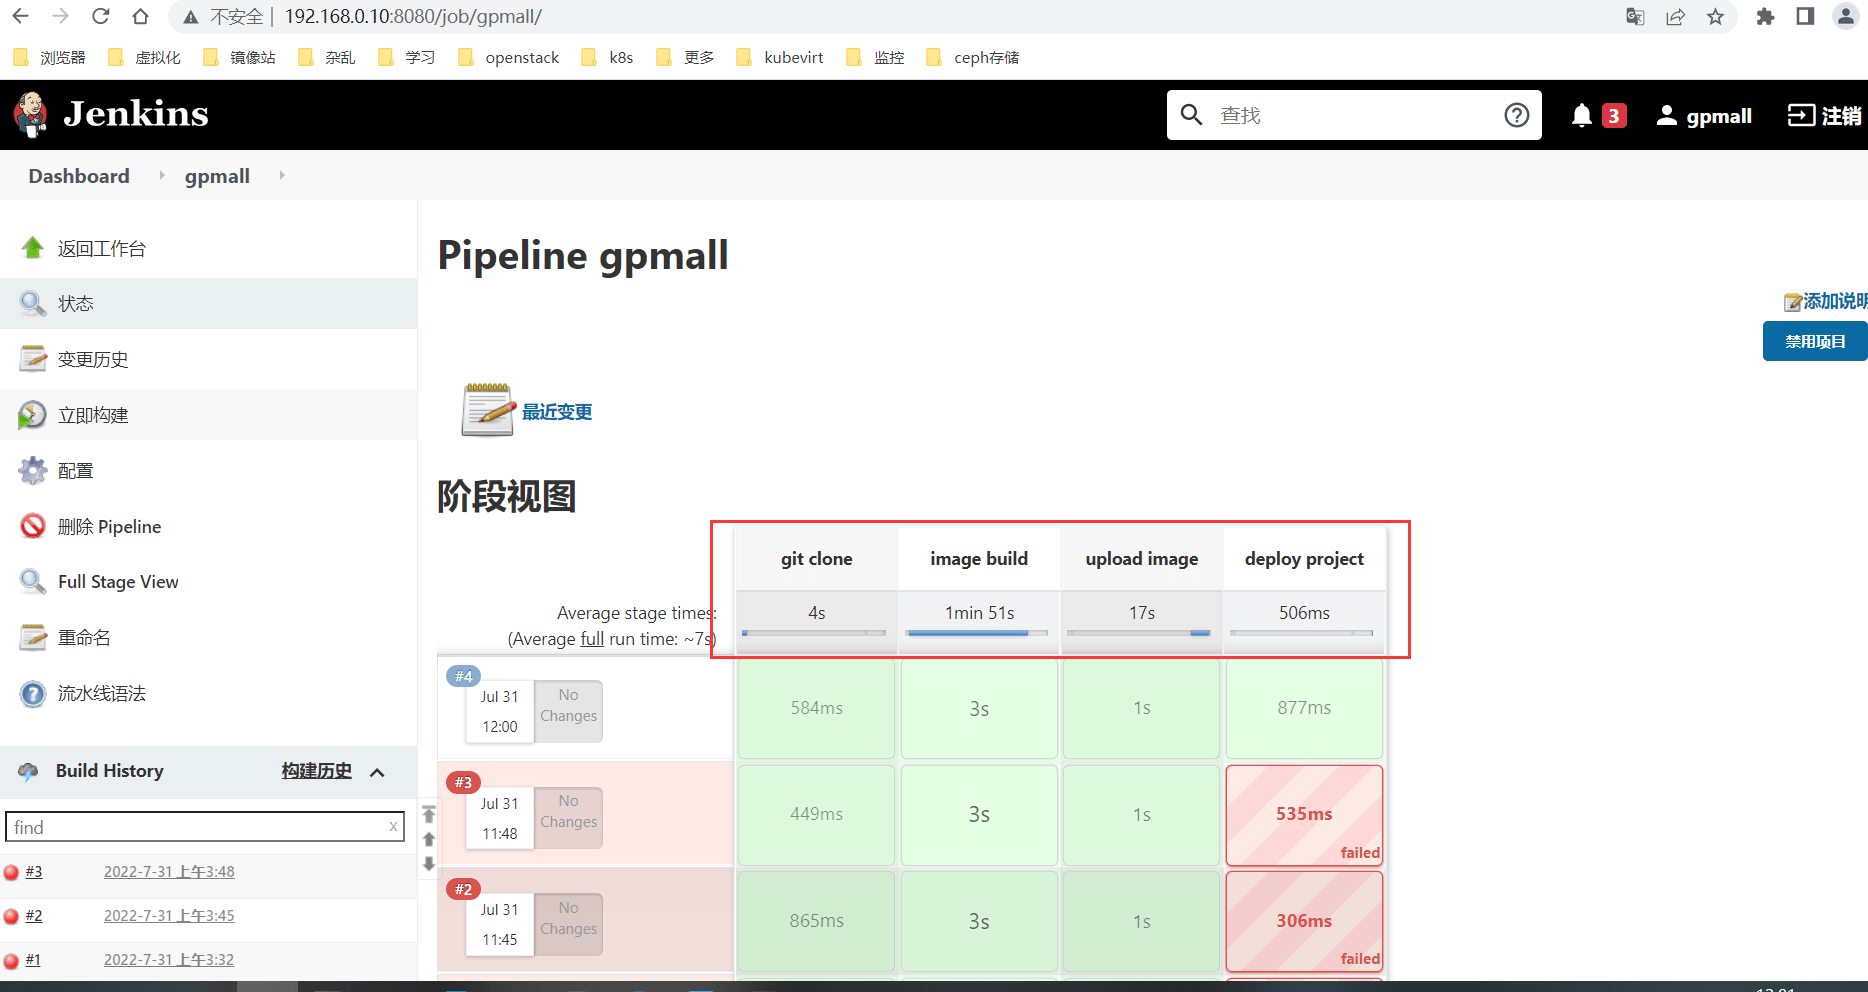 不安全 | 192.168.0.10:8080/job/gpmall/
浏览器 虚拟化 镜像站 杂乱 学习 openstack k8s 更多 kubevirt 监控 ceph存储
Jenkins 查找 3 gpmall 注销
Dashboard gpmall
返回工作台
状态
变更历史
立即构建
配置
删除 Pipeline
Full Stage View
重命名
流水线语法
Build History 构建历史
find x
#3 2022-7-31 上午3:48
#2 2022-7-31 上午3:45
#1 2022-7-31 上午3:32
Pipeline gpmall
添加说明
禁用项目
最近变更
阶段视图
git clone image build upload image deploy project
Average stage times: 4s 1min 51s 17s 506ms
(Average full run time: ~7s)
#4
Jul 31
12:00
No
Changes
584ms 3s 1s 877ms
#3
Jul 31
11:48
No
Changes
449ms 3s 1s 535ms
failed
#2
Jul 31
11:45
No
Changes
865ms 3s 1s 306ms
failed